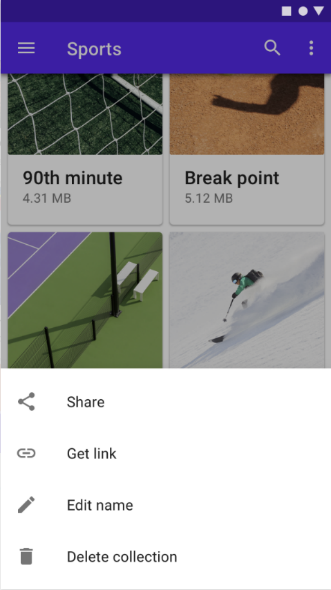 Sports
90th minute
4.31 MB
Break point
5.12 MB
Share
Get link
Edit name
Delete collection